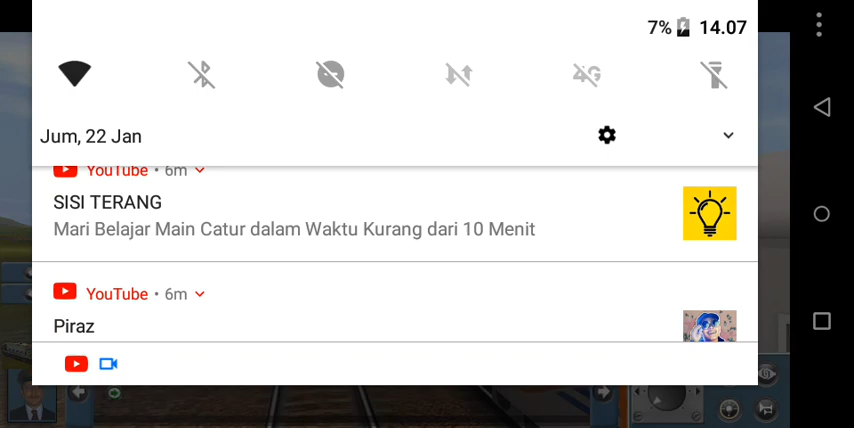 7% 14.07
4G
Jum, 22 Jan
YouTube • 6m
SISI TERANG
Mari Belajar Main Catur dalam Waktu Kurang dari 10 Menit
YouTube • 6m
Piraz